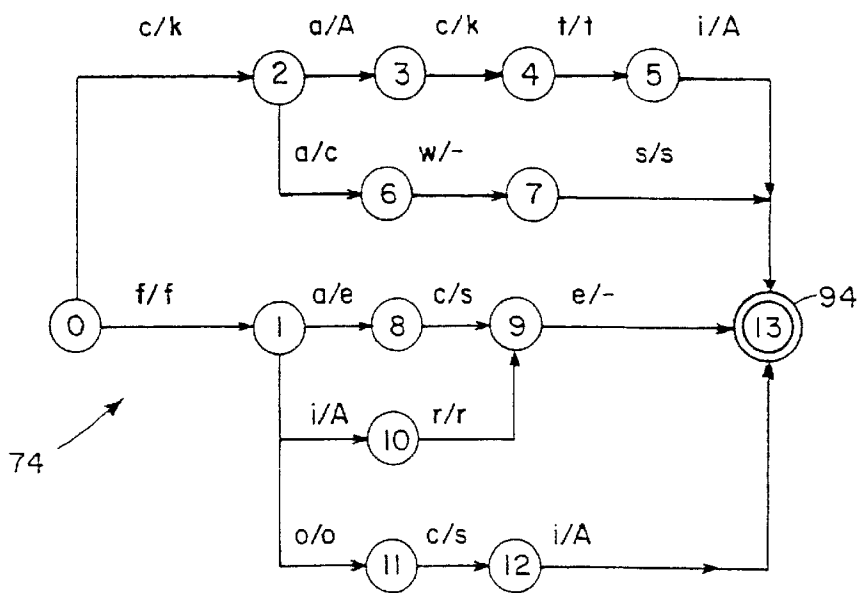 c/k a/A c/k t/t i/A
2 3 4 5
a/c w/- s/s
6 7
f/f a/e c/s e/- 94
0 1 8 9 13
i/A r/r
10
74
o/o c/s i/A
11 12